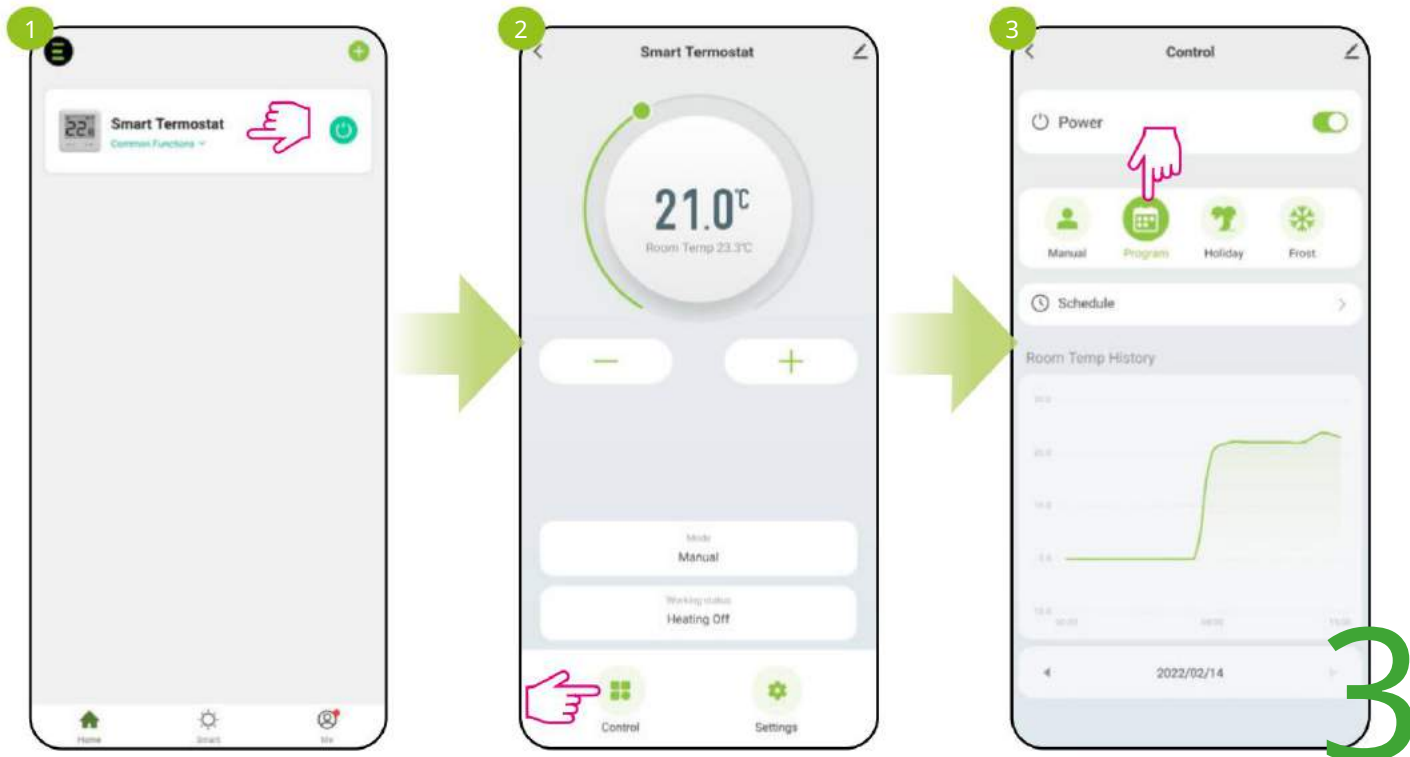 1
Smart Termostat
Common Functions
Home
Smart
Me
2
Smart Termostat
21.0℃
Room Temp 23.3℃
Mode
Manual
Working status
Heating Off
Control
Settings
3
Control
Power
Manual
Program
Holiday
Frost
Schedule
Room Temp History
2022/02/14
3